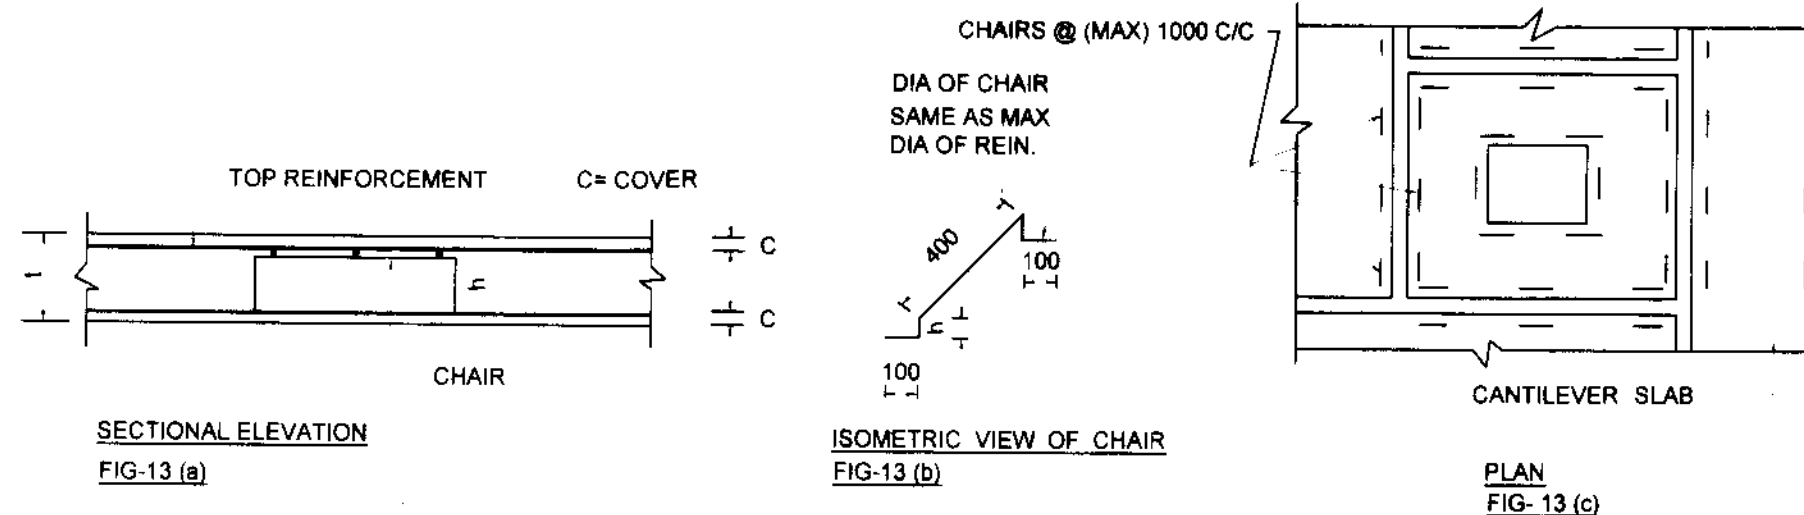 CHAIRS @ (MAX) 1000 C/C
DIA OF CHAIR
SAME AS MAX
DIA OF REIN.
TOP REINFORCEMENT
C= COVER
t
h
C
C
CHAIR
SECTIONAL ELEVATION
FIG-13 (a)
400
100
h
100
ISOMETRIC VIEW OF CHAIR
FIG-13 (b)
CANTILEVER SLAB
PLAN
FIG- 13 (c)